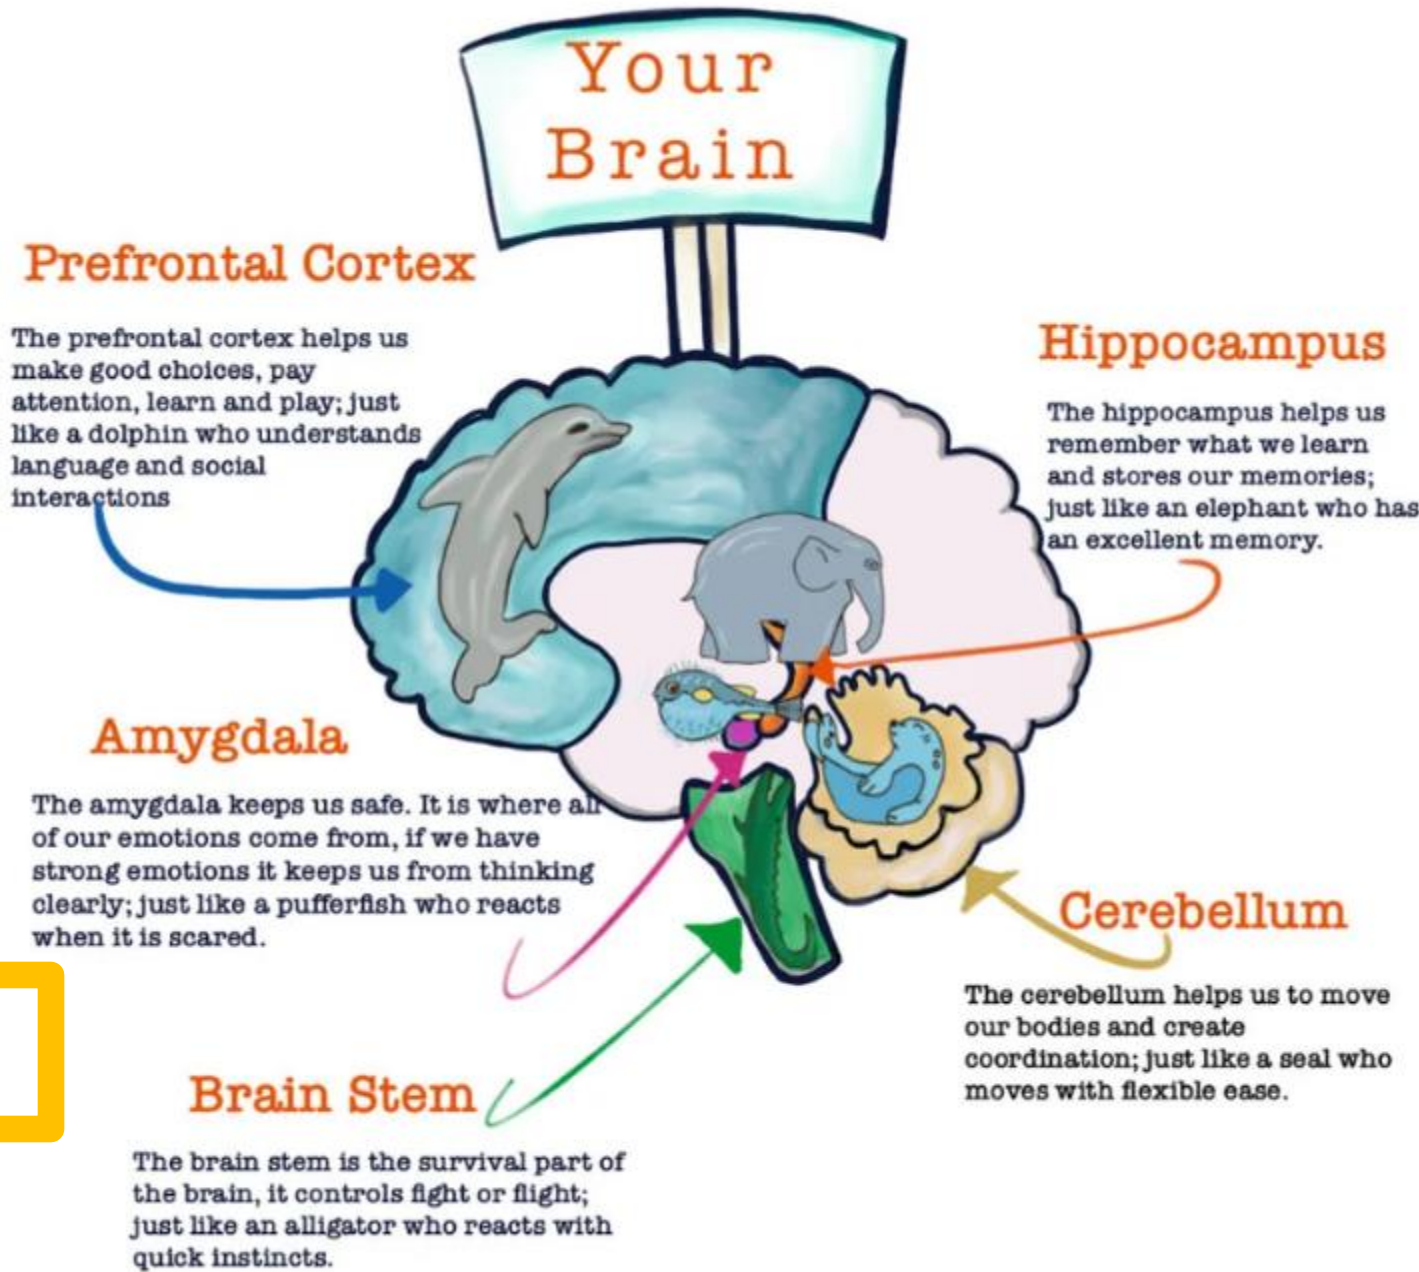 Your
Brain
Prefrontal Cortex
The prefrontal cortex helps us
make good choices, pay
attention, learn and play; just
like a dolphin who understands
language and social
interactions
Hippocampus
The hippocampus helps us
remember what we learn
and stores our memories;
just like an elephant who has
an excellent memory.
Amygdala
The amygdala keeps us safe. It is where all
of our emotions come from, if we have
strong emotions it keeps us from thinking
clearly; just like a pufferfish who reacts
when it is scared.
Cerebellum
The cerebellum helps us to move
our bodies and create
coordination; just like a seal who
moves with flexible ease.
Brain Stem
The brain stem is the survival part of
the brain, it controls fight or flight;
just like an alligator who reacts with
quick instincts.